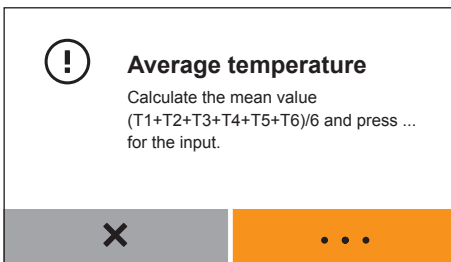 Average temperature
Calculate the mean value
(T1+T2+T3+T4+T5+T6)/6 and press ...
for the input.
...